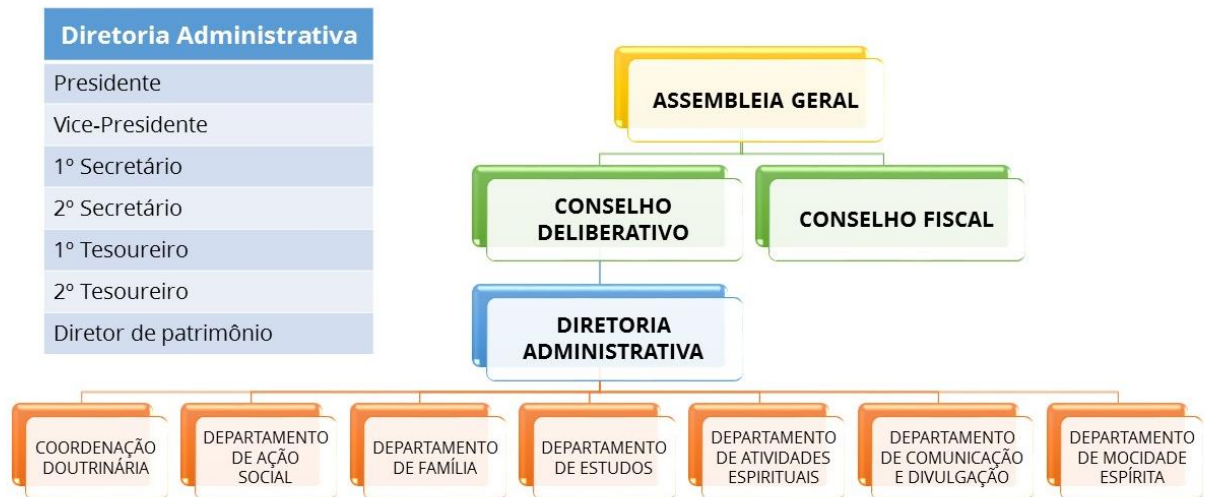 Diretoria Administrativa
Presidente
Vice-Presidente
1º Secretário
2º Secretário
1º Tesoureiro
2º Tesoureiro
Diretor de patrimônio
ASSEMBLEIA GERAL
CONSELHO
DELIBERATIVO
CONSELHO FISCAL
DIRETORIA
ADMINISTRATIVA
COORDENAÇÃO
DOUTRINÁRIA
DEPARTAMENTO
DE AÇÃO
SOCIAL
DEPARTAMENTO
DE FAMÍLIA
DEPARTAMENTO
DE ESTUDOS
DEPARTAMENTO
DE ATIVIDADES
ESPIRITUAIS
DEPARTAMENTO
DE COMUNICAÇÃO
E DIVULGAÇÃO
DEPARTAMENTO
DE MOCIDADE
ESPÍRITA